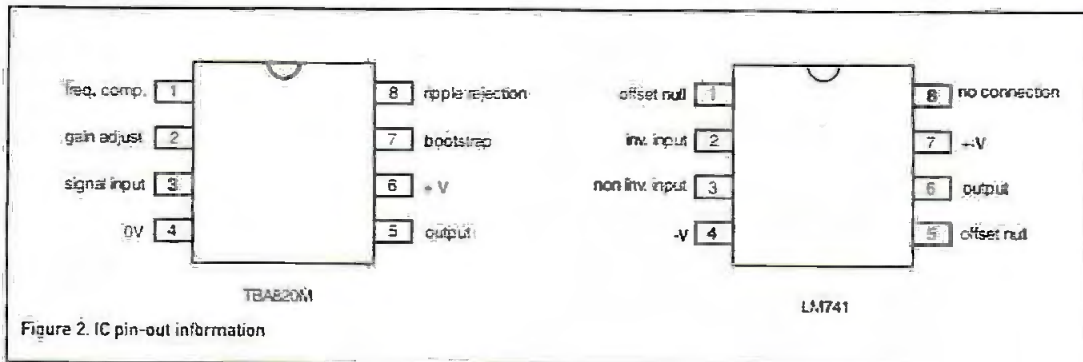 freq. comp. 1
gain adjust 2
signal input 3
0V 4
8 ripple rejection
7 bootstrap
6 + V
5 output
TBA820M
offset null 1
inv. input 2
non inv. input 3
-V 4
8 no connection
7 +V
6 output
5 offset null
LM741
Figure 2. IC pin-out information